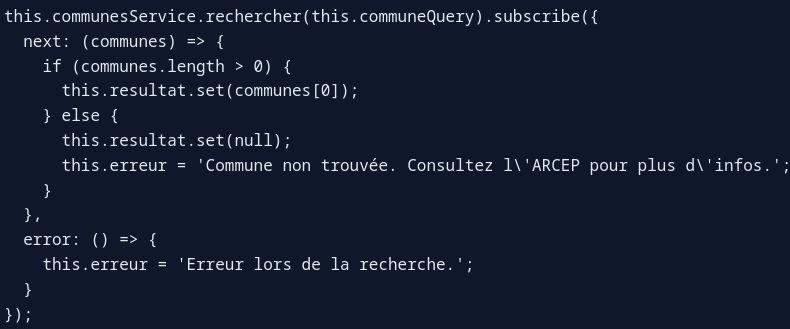 this.communesService.rechercher(this.communeQuery).subscribe({
  next: (communes) => {
    if (communes.length > 0) {
      this.resultat.set(communes[0]);
    } else {
      this.resultat.set(null);
      this.erreur = 'Commune non trouvée. Consultez l\'ARCEP pour plus d\'infos.';
    }
  },
  error: () => {
    this.erreur = 'Erreur lors de la recherche.';
  }
});